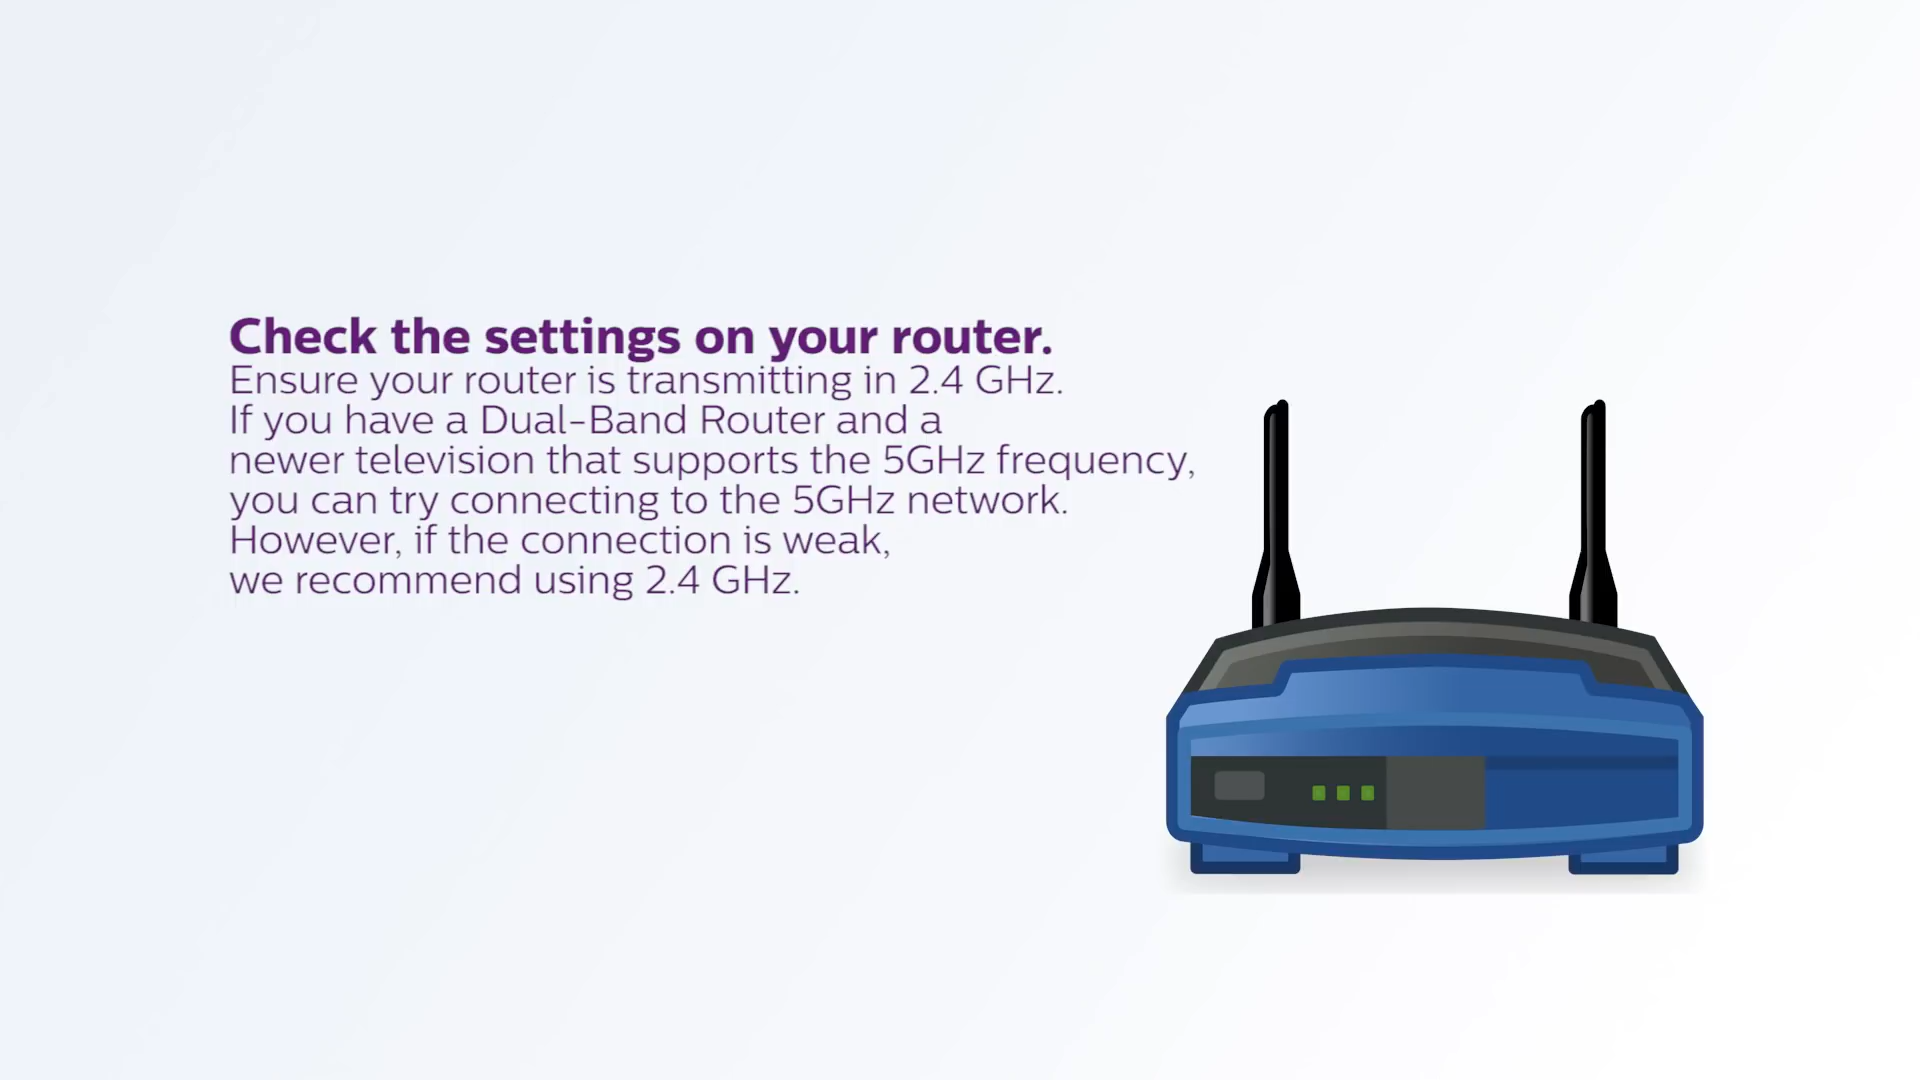 Check the settings on your router.
Ensure your router is transmitting in 2.4 GHz.
If you have a Dual-Band Router and a
newer television that supports the 5GHz frequency,
you can try connecting to the 5GHz network.
However, if the connection is weak,
we recommend using 2.4 GHz.